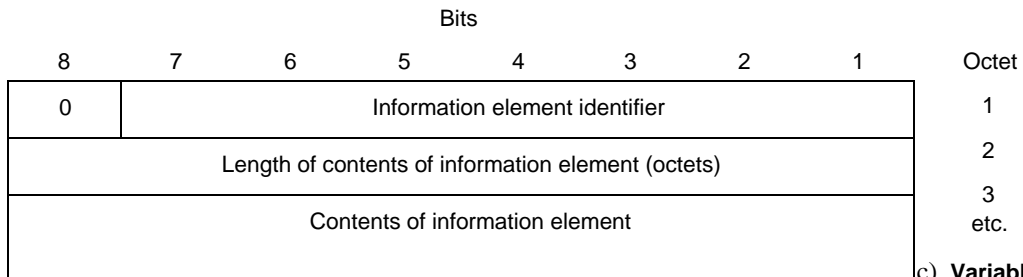 Bits
8 7 6 5 4 3 2 1 Octet
0 Information element identifier 1
Length of contents of information element (octets) 2
Contents of information element 3
etc.
c)